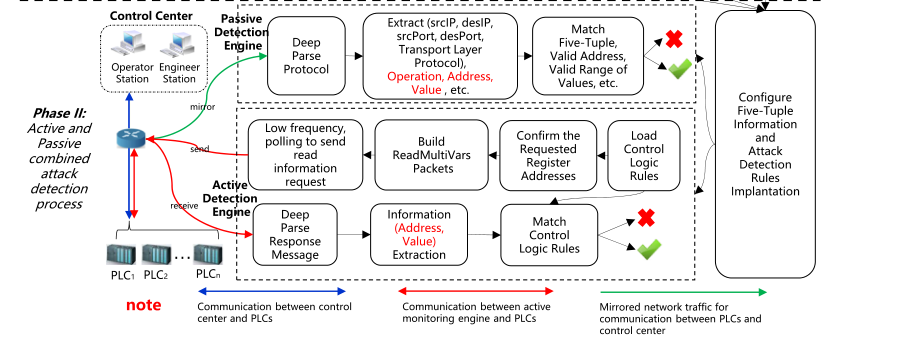 Control Center
Operator
Station
Engineer
Station
Phase II:
Active and
Passive
combined
attack
detection
process
mirror
send
receive
PLC1 PLC2 ... PLCn
Passive
Detection
Engine
Deep
Parse
Protocol
Extract (srcIP, desIP,
srcPort, desPort,
Transport Layer
Protocol),
Operation, Address,
Value , etc.
Match
Five-Tuple,
Valid Address,
Valid Range of
Values, etc.
Low frequency,
polling to send
read
information
request
Build
ReadMultiVars
Packets
Confirm the
Requested
Register
Addresses
Load
Control
Logic
Rules
Active
Detection
Engine
Deep
Parse
Response
Message
Information
(Address,
Value)
Extraction
Match
Control
Logic Rules
Configure
Five-Tuple
Information
and
Attack
Detection
Rules
Implantation
note
Communication between control
center and PLCs
Communication between active
monitoring engine and PLCs
Mirrored network traffic for
communication between PLCs and
control center